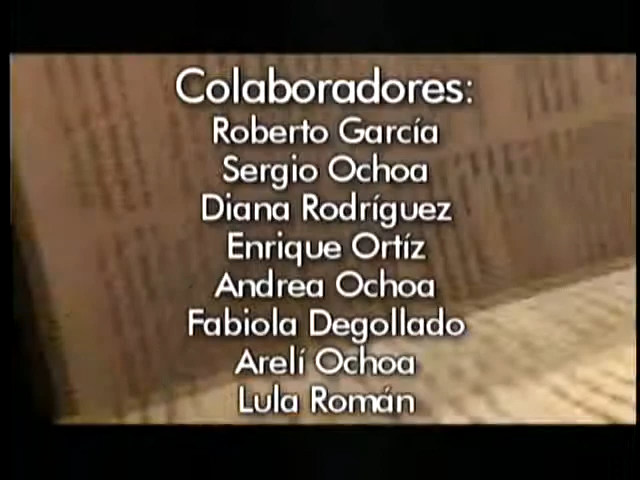 Colaboradores:
Roberto García
Sergio Ochoa
Diana Rodríguez
Enrique Ortíz
Andrea Ochoa
Fabiola Degollado
Arelí Ochoa
Lula Román